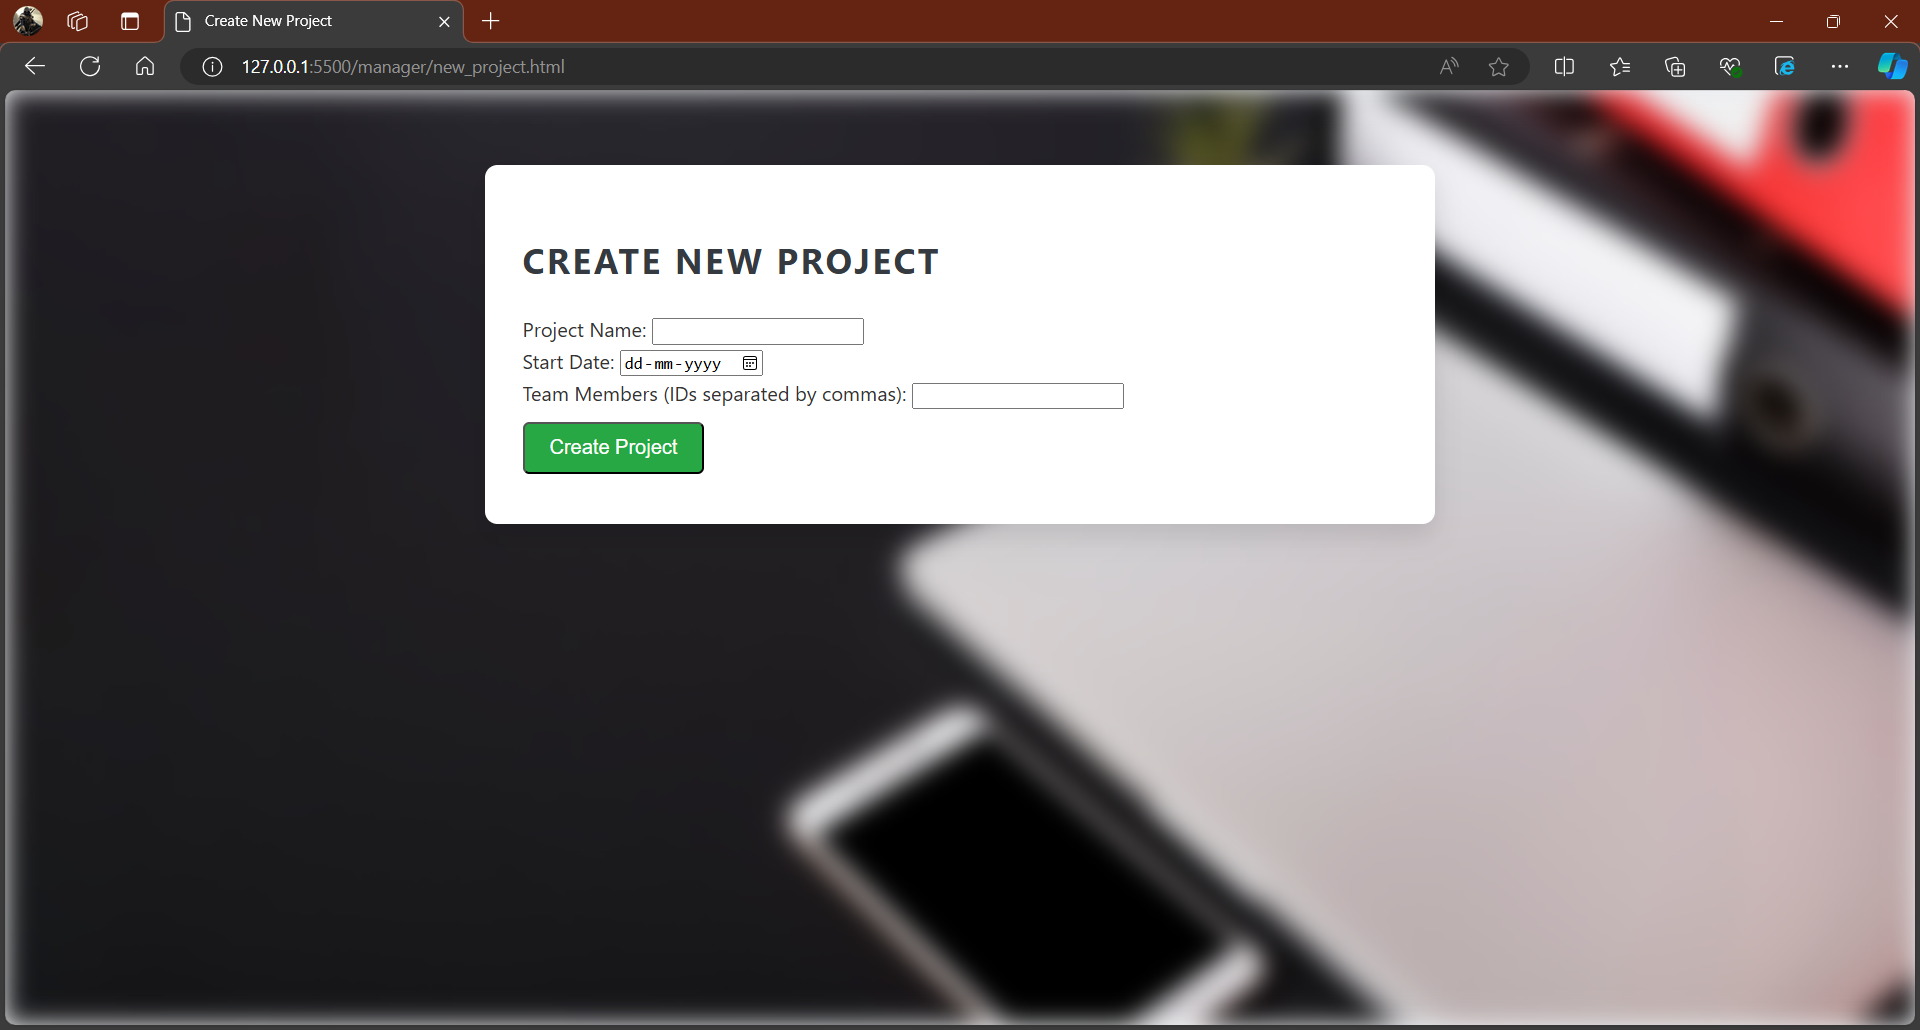 Create New Project
127.0.0.1:5500/manager/new_project.html
CREATE NEW PROJECT
Project Name:
Start Date: dd-mm-yyyy
Team Members (IDs separated by commas):
Create Project